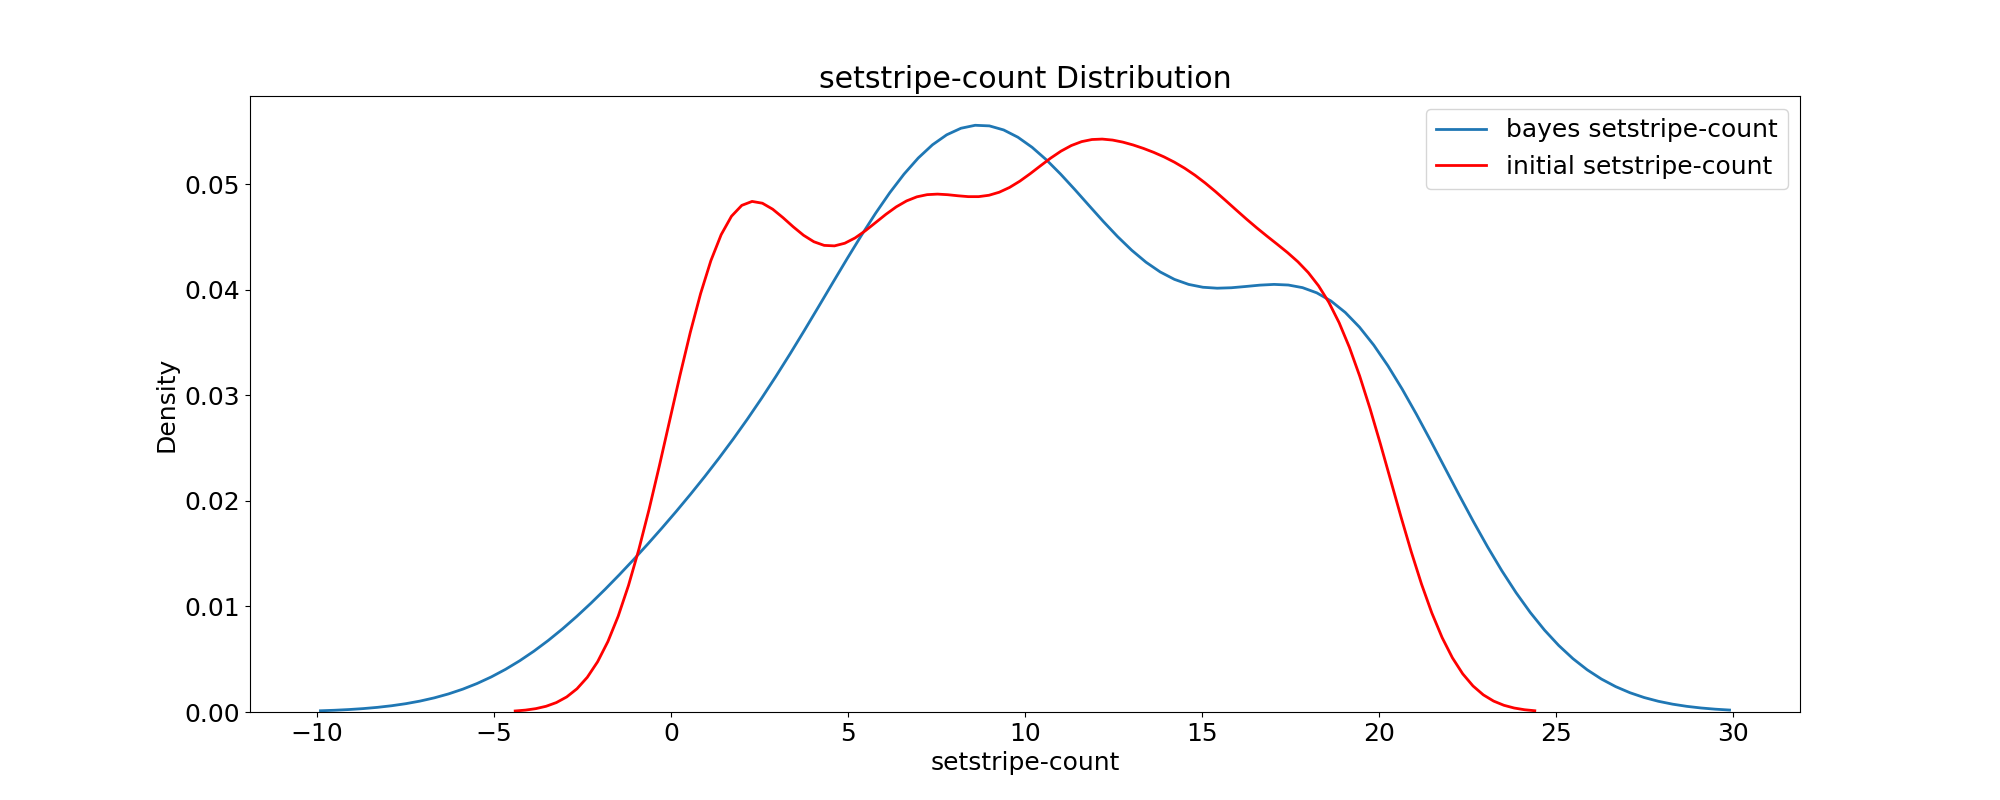 setstripe-count Distribution
bayes setstripe-count
initial setstripe-count
Density
0.05
0.04
0.03
0.02
0.01
0.00
−10 −5 0 5 10 15 20 25 30
setstripe-count